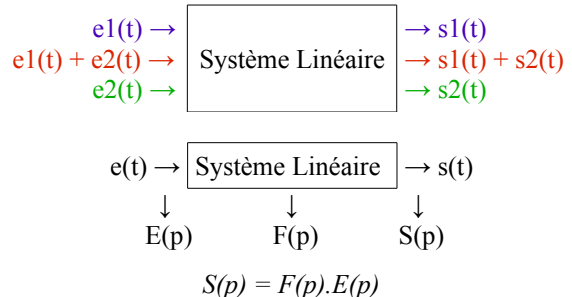 e1(t) → → s1(t)
e1(t) + e2(t) → Système Linéaire → s1(t) + s2(t)
e2(t) → → s2(t)
e(t) → Système Linéaire → s(t)
↓ ↓ ↓
E(p) F(p) S(p)
S(p) = F(p).E(p)